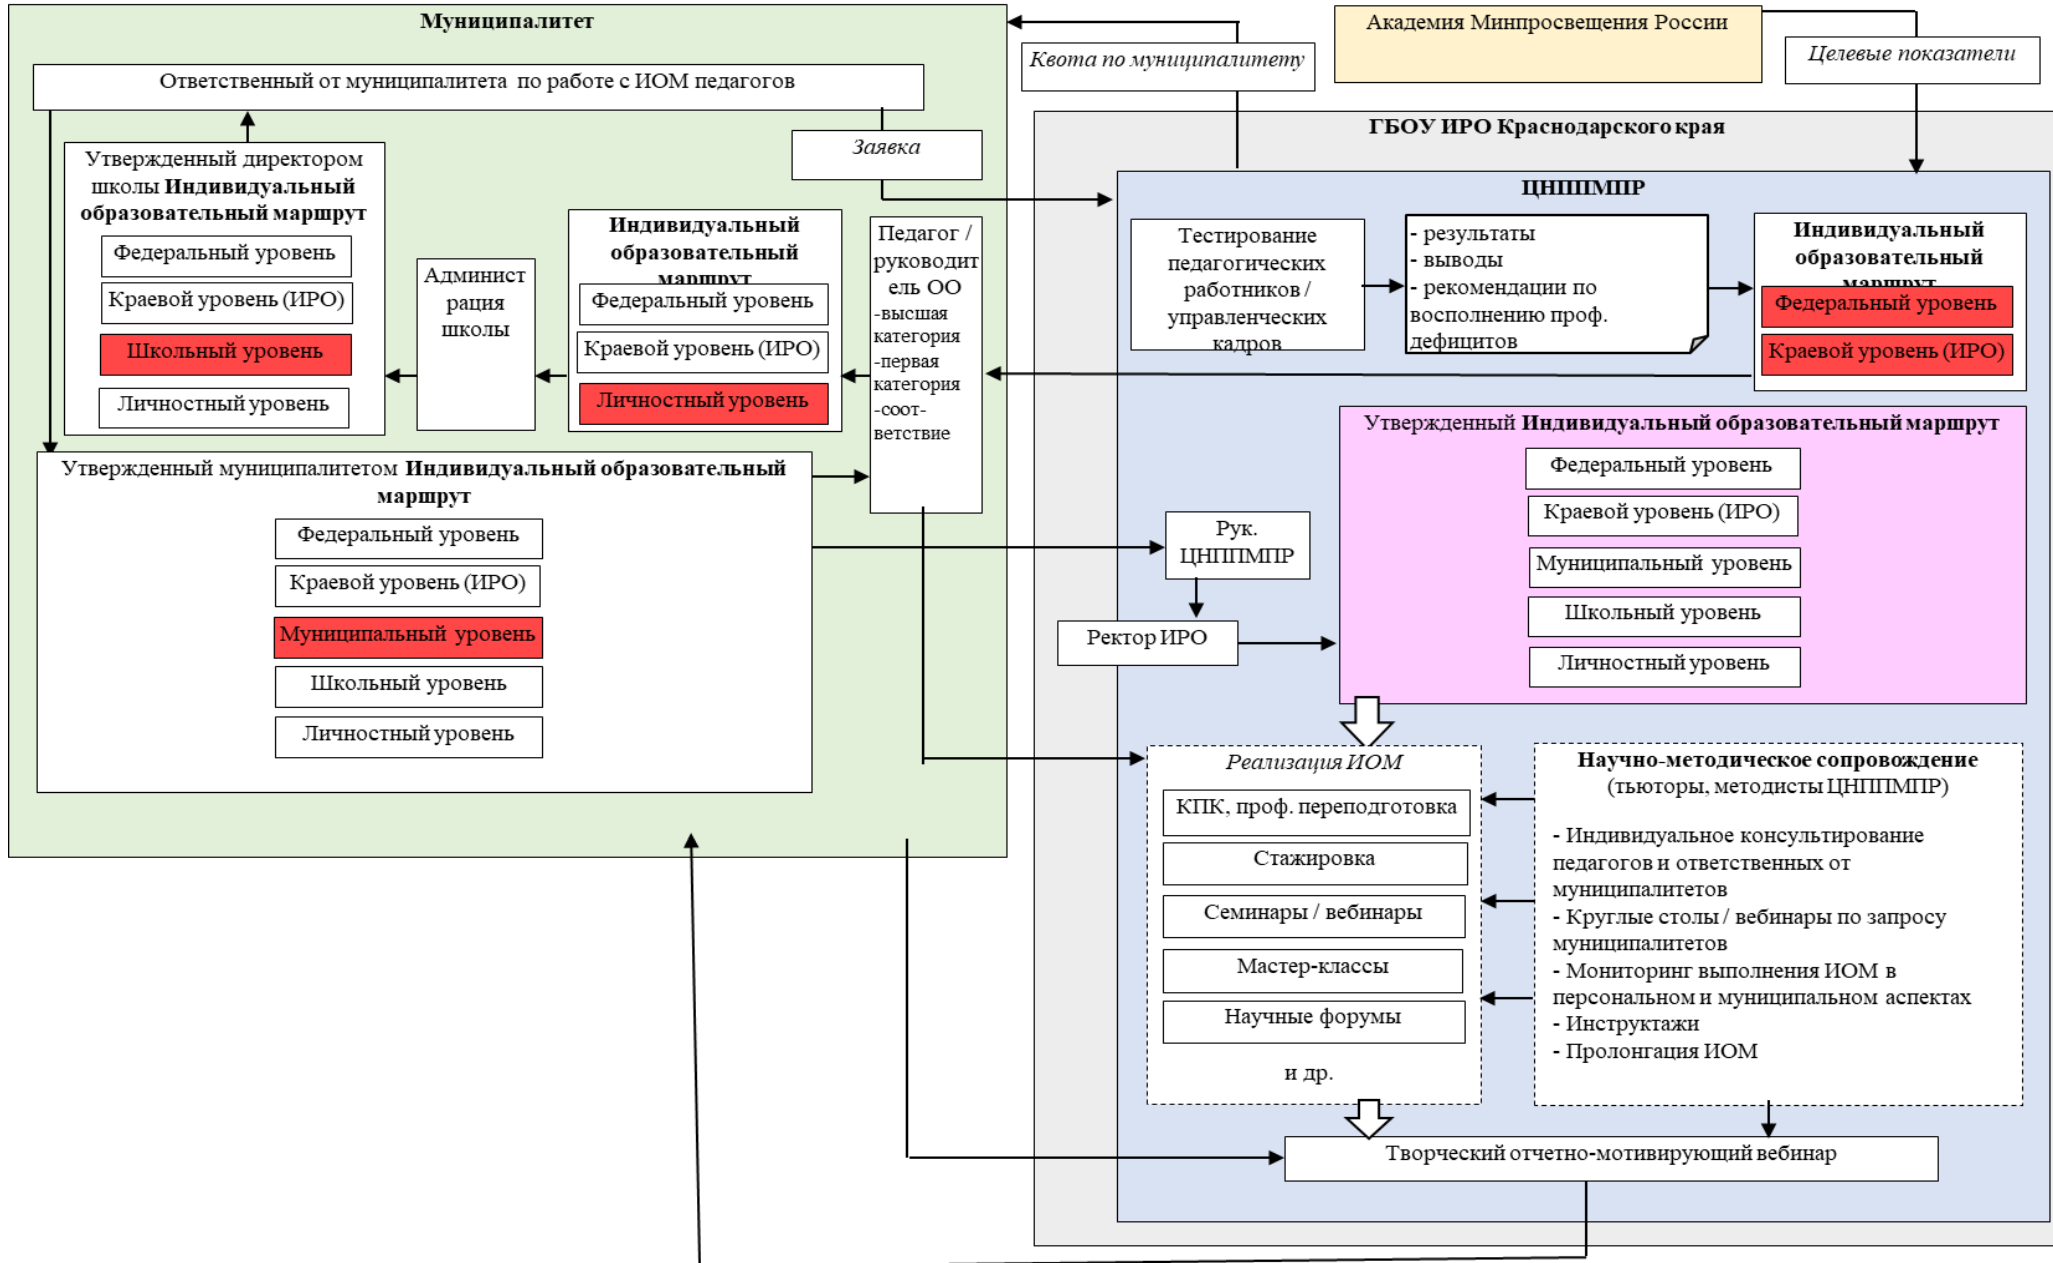 Муниципалитет
Ответственный от муниципалитета по работе с ИОМ педагогов
Заявка
Утвержденный директором
школы Индивидуальный
образовательный маршрут
Федеральный уровень
Краевой уровень (ИРО)
Школьный уровень
Личностный уровень
Админист
рация
школы
Индивидуальный
образовательный
маршрут
Федеральный уровень
Краевой уровень (ИРО)
Личностный уровень
Педагог /
руководит
ель ОО
-высшая
категория
-первая
категория
-соот-
ветствие
Утвержденный муниципалитетом Индивидуальный образовательный
маршрут
Федеральный уровень
Краевой уровень (ИРО)
Муниципальный уровень
Школьный уровень
Личностный уровень
Квота по муниципалитету
Академия Минпросвещения России
Целевые показатели
ГБОУ ИРО Краснодарского края
ЦНППМПР
Тестирование
педагогических
работников /
управленческих
кадров
- результаты
- выводы
- рекомендации по
восполнению проф.
дефицитов
Индивидуальный
образовательный
маршрут
Федеральный уровень
Краевой уровень (ИРО)
Утвержденный Индивидуальный образовательный маршрут
Федеральный уровень
Краевой уровень (ИРО)
Муниципальный уровень
Школьный уровень
Личностный уровень
Рук.
ЦНППМПР
Ректор ИРО
Реализация ИОМ
КПК, проф. переподготовка
Стажировка
Семинары / вебинары
Мастер-классы
Научные форумы
и др.
Научно-методическое сопровождение
(тьюторы, методисты ЦНППМПР)
- Индивидуальное консультирование
педагогов и ответственных от
муниципалитетов
- Круглые столы / вебинары по запросу
муниципалитетов
- Мониторинг выполнения ИОМ в
персональном и муниципальном аспектах
- Инструктажи
- Пролонгация ИОМ
Творческий отчетно-мотивирующий вебинар